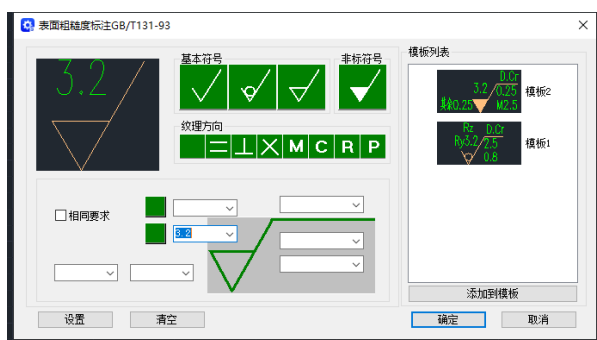 表面粗糙度标注GB/T131-93
3.2
基本符号
非标符号
纹理方向
M C R P
相同要求
3.2
设置
清空
模板列表
D.Cr
3.2 0.25
0.25 M2.5
模板2
Rz D.Cr
Ry3.2 2.5
0.8
模板1
添加到模板
确定
取消